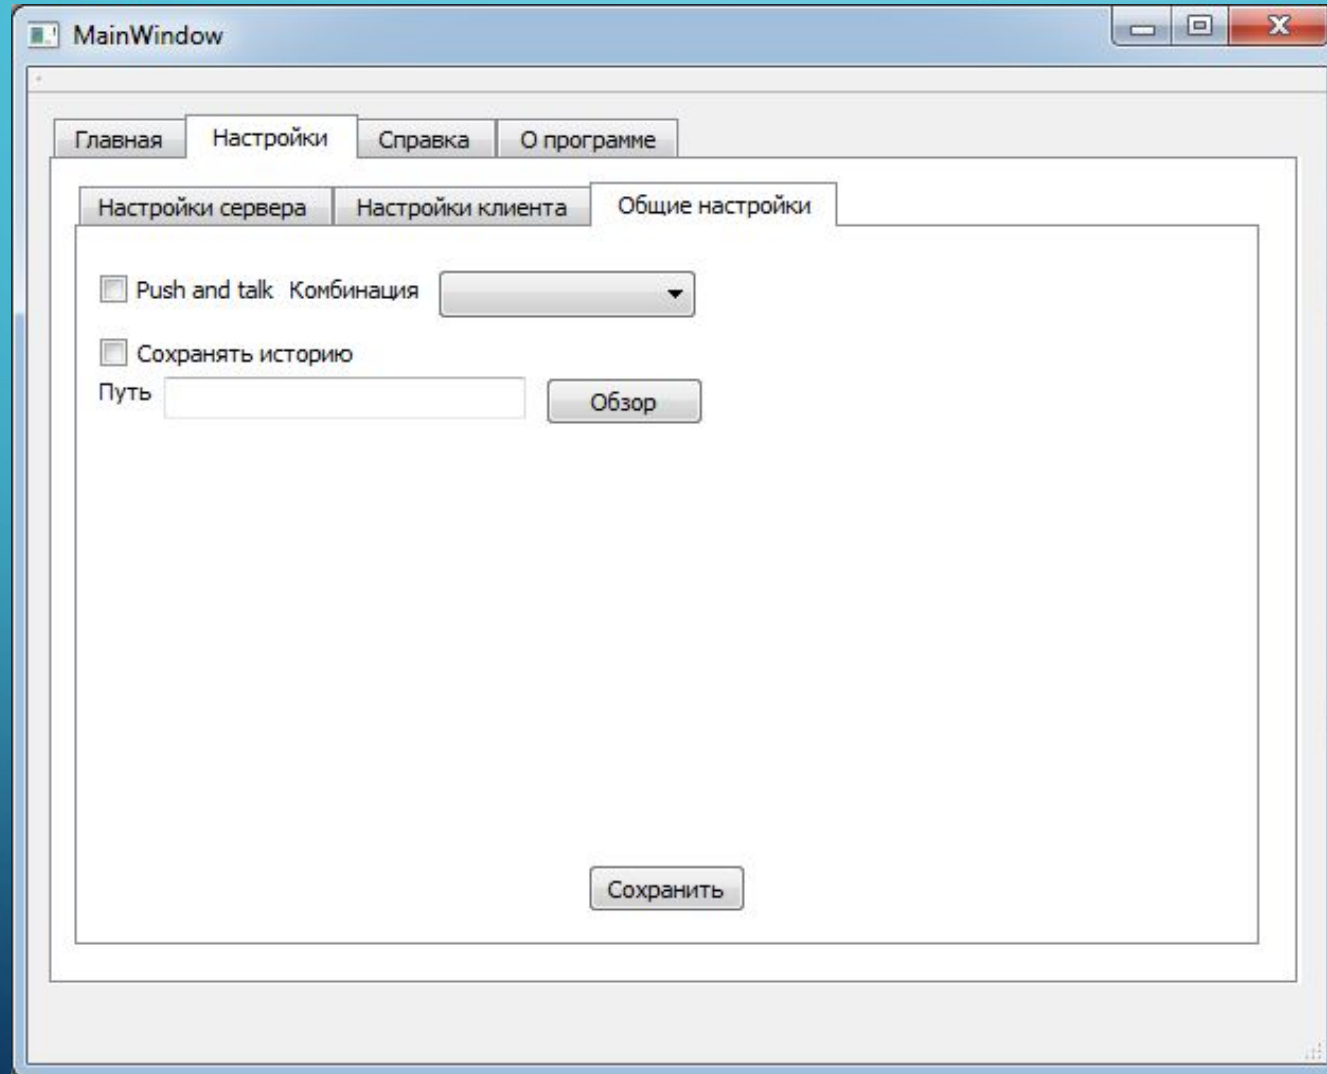 MainWindow
Главная Настройки Справка О программе
Настройки сервера Настройки клиента Общие настройки
Push and talk Комбинация
Сохранять историю
Путь Обзор
Сохранить